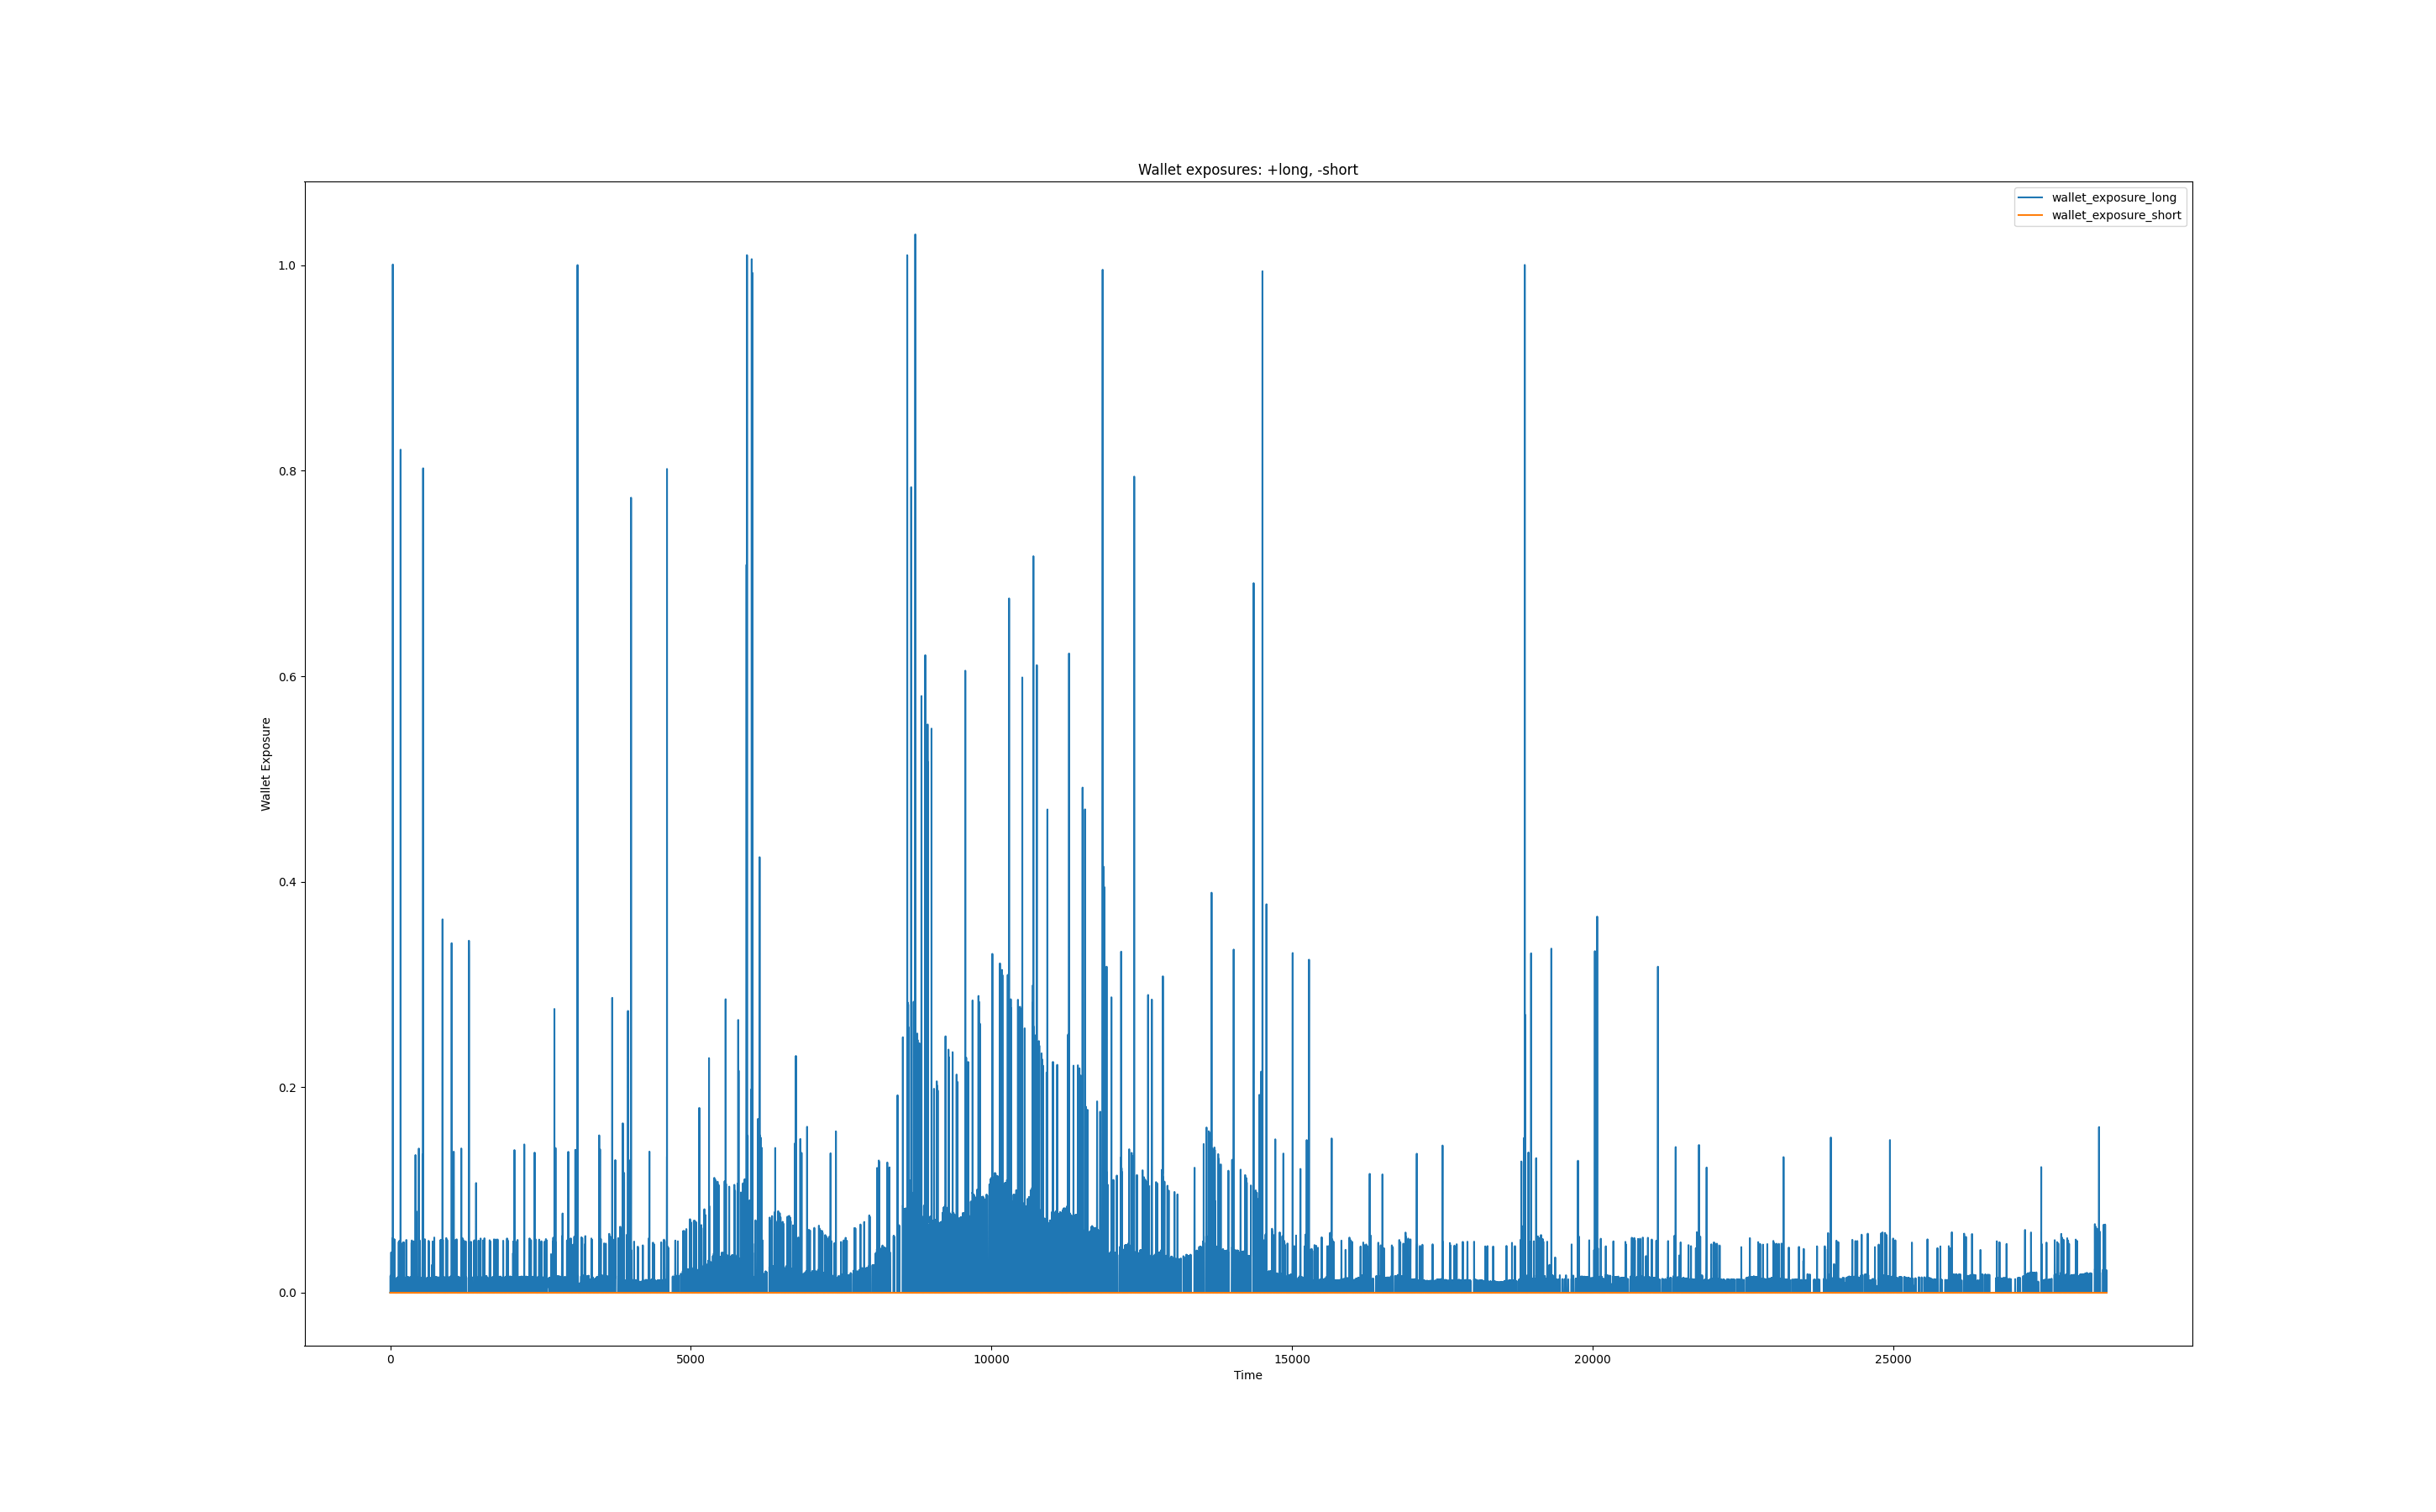 Wallet exposures: +long, -short
wallet_exposure_long
wallet_exposure_short
1.0
0.8
0.6
0.4
0.2
0.0
Wallet Exposure
0 5000 10000 15000 20000 25000
Time